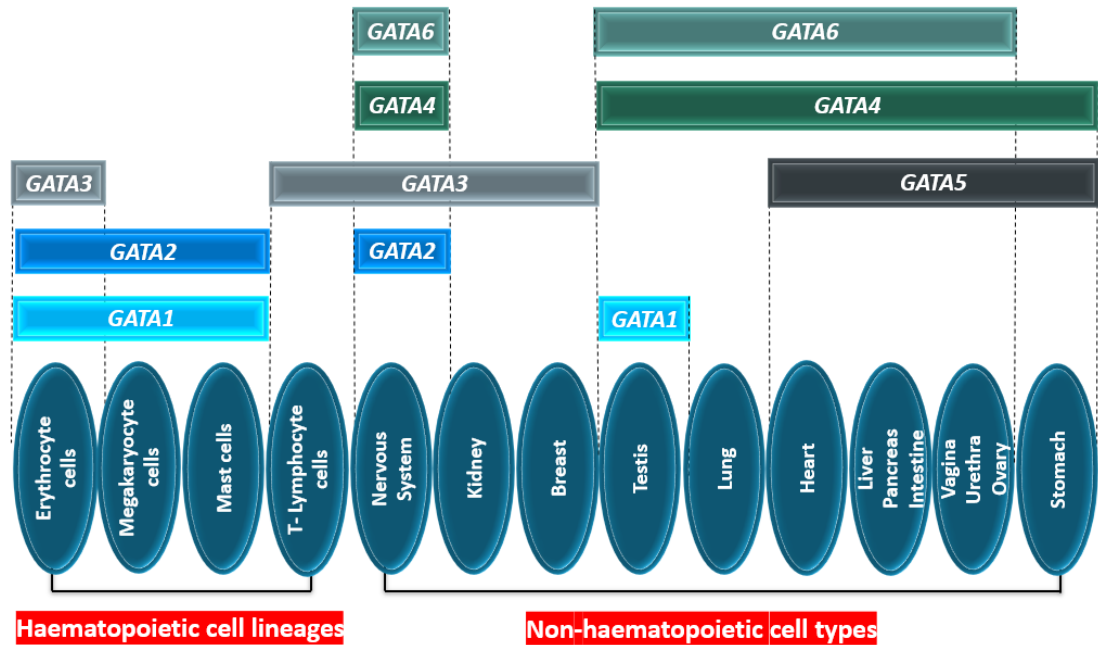 GATA6
GATA6
GATA4
GATA4
GATA3
GATA3
GATA5
GATA2
GATA2
GATA1
GATA1
Erythrocyte
cells
Megakaryocyte
cells
Mast cells
T- Lymphocyte
cells
Nervous
System
Kidney
Breast
Testis
Lung
Heart
Liver
Pancreas
Intestine
Vagina
Urethra
Ovary
Stomach
Haematopoietic cell lineages
Non-haematopoietic cell types